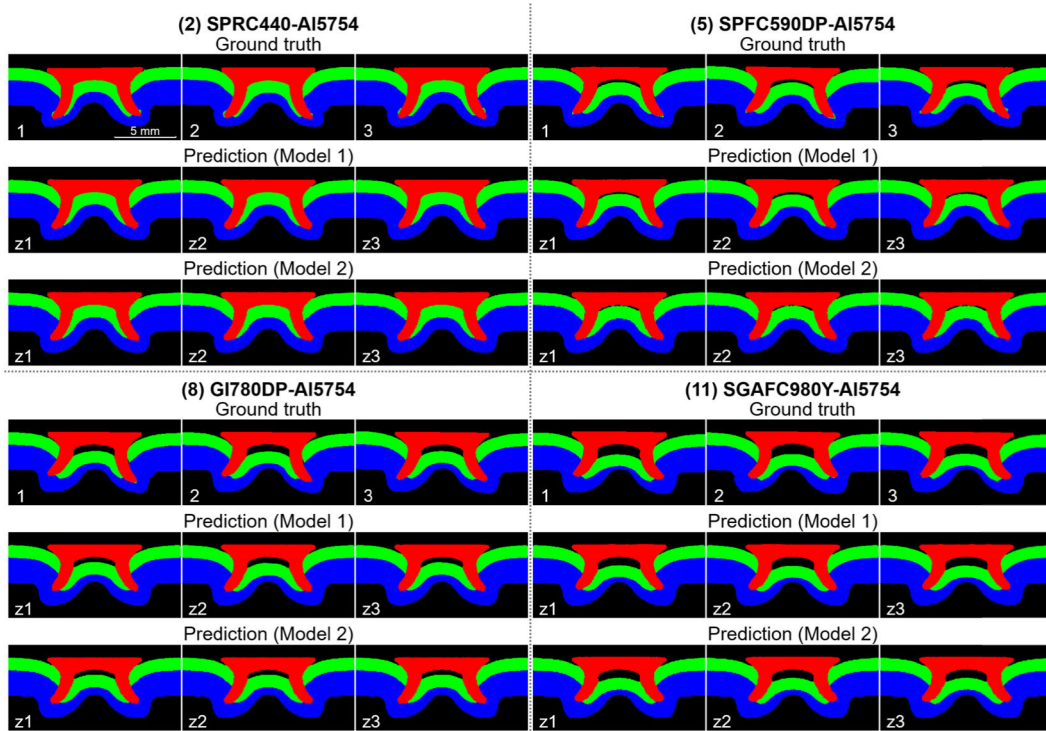 (2) SPRC440-Al5754
Ground truth
1
5 mm
2
3
Prediction (Model 1)
z1
z2
z3
Prediction (Model 2)
z1
z2
z3
(5) SPFC590DP-Al5754
Ground truth
1
2
3
Prediction (Model 1)
z1
z2
z3
Prediction (Model 2)
z1
z2
z3
(8) GI780DP-Al5754
Ground truth
1
2
3
Prediction (Model 1)
z1
z2
z3
Prediction (Model 2)
z1
z2
z3
(11) SGAFC980Y-Al5754
Ground truth
1
2
3
Prediction (Model 1)
z1
z2
z3
Prediction (Model 2)
z1
z2
z3